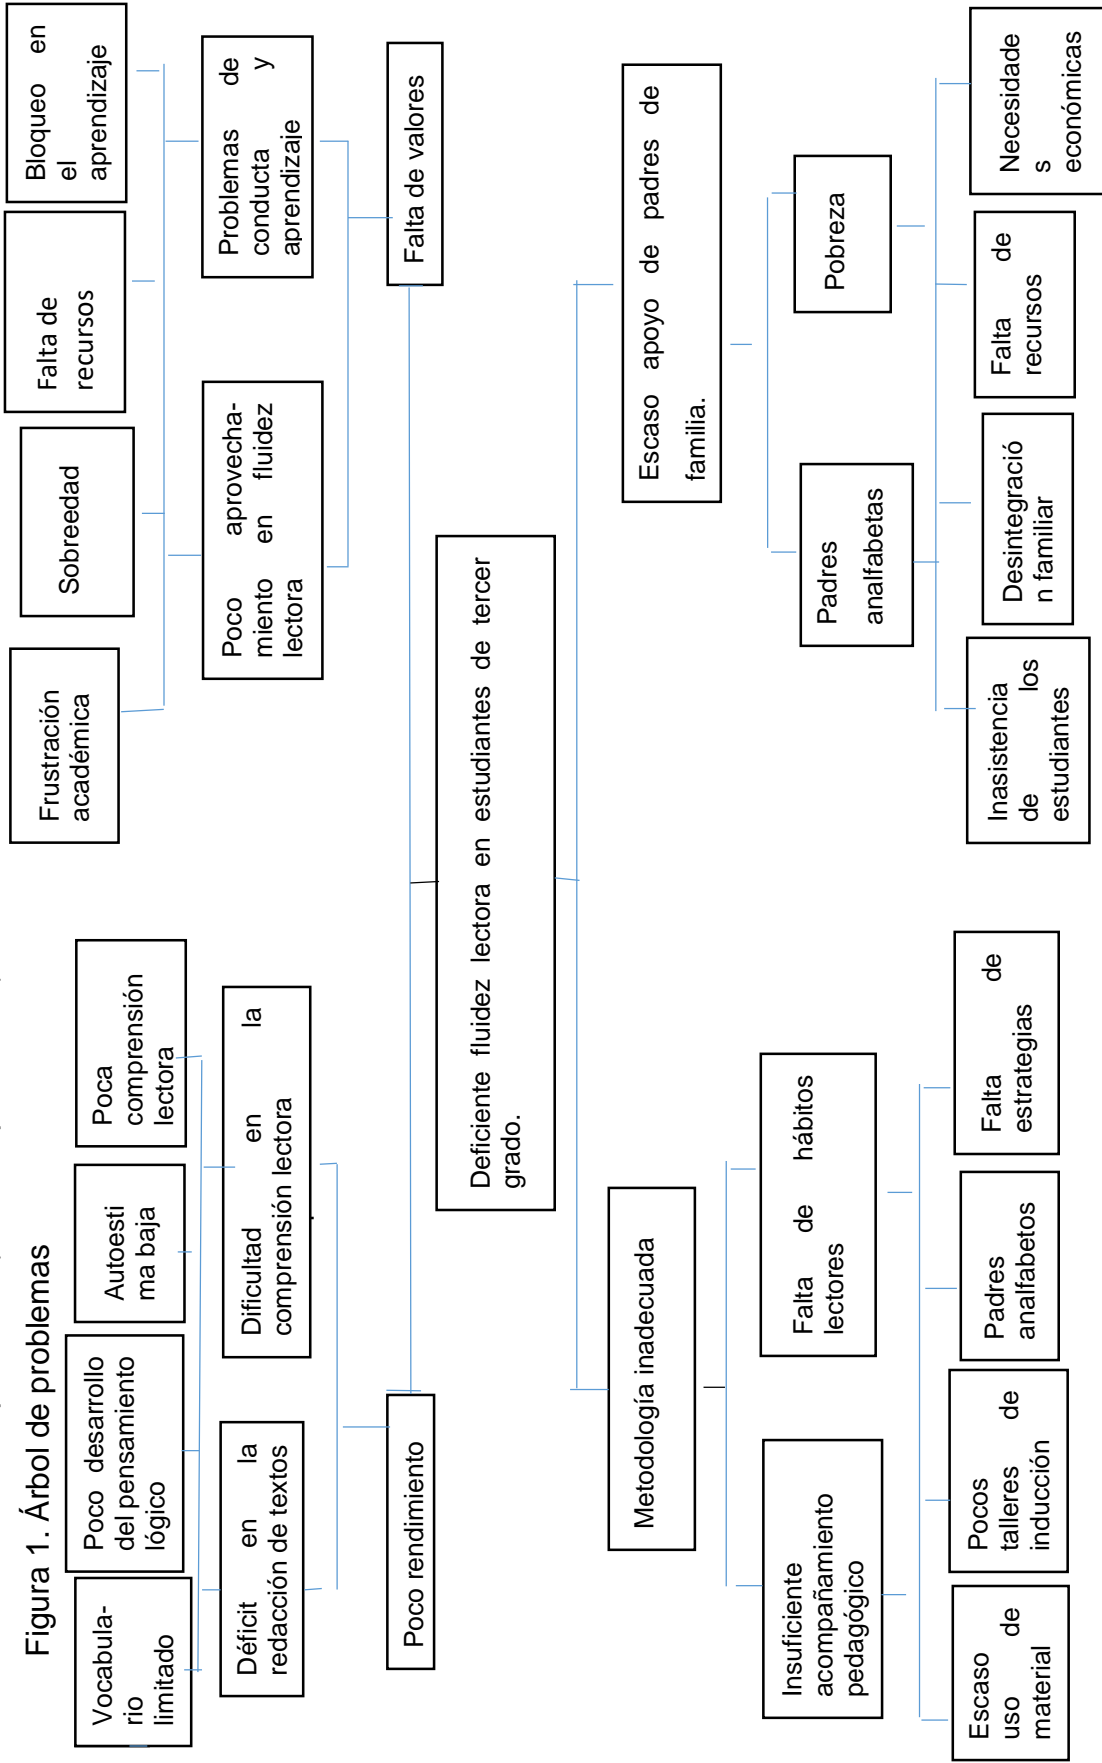 Figura 1. Árbol de problemas
Vocabula-
rio
limitado
Poco desarrollo
del pensamiento
lógico
Autoesti
ma baja
Poca
comprensión
lectora
Frustración
académica
Sobreedad
Falta de
recursos
Bloqueo en
el
aprendizaje
Déficit en la
redacción de textos
Dificultad en la
comprensión lectora
Poco aprovecha-
miento en fluidez
lectora
Problemas de
conducta y
aprendizaje
Poco rendimiento
Falta de valores
Deficiente fluidez lectora en estudiantes de tercer
grado.
Metodología inadecuada
Escaso apoyo de padres de
familia.
Insuficiente
acompañamiento
pedagógico
Falta de hábitos
lectores
Padres
analfabetas
Pobreza
Escaso
uso de
material
Pocos
talleres de
inducción
Padres
analfabetos
Falta de
estrategias
Inasistencia
de los
estudiantes
Desintegració
n familiar
Falta de
recursos
Necesidade
s
económicas